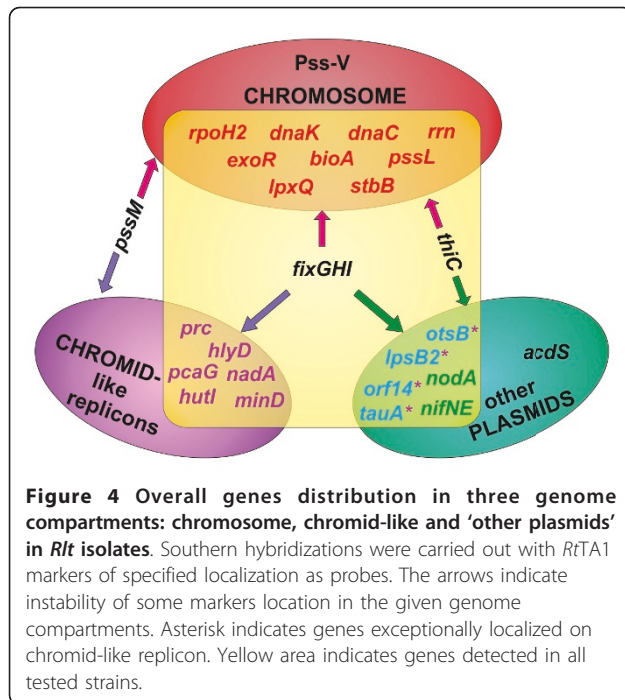 Pss-V
CHROMOSOME
rpoH2 dnaK dnaC rrn
exoR bioA pssL
lpxQ stbB
pssM
thiC
fixGHI
CHROMID-
like
replicons
prc
hlyD
pcaG nadA
hutI minD
otsB*
lpsB2*
orf14* nodA
tauA* nifNE
acdS
other
PLASMIDS
Figure 4 Overall genes distribution in three genome
compartments: chromosome, chromid-like and 'other plasmids'
in Rlt isolates. Southern hybridizations were carried out with RtTA1
markers of specified localization as probes. The arrows indicate
instability of some markers location in the given genome
compartments. Asterisk indicates genes exceptionally localized on
chromid-like replicon. Yellow area indicates genes detected in all
tested strains.